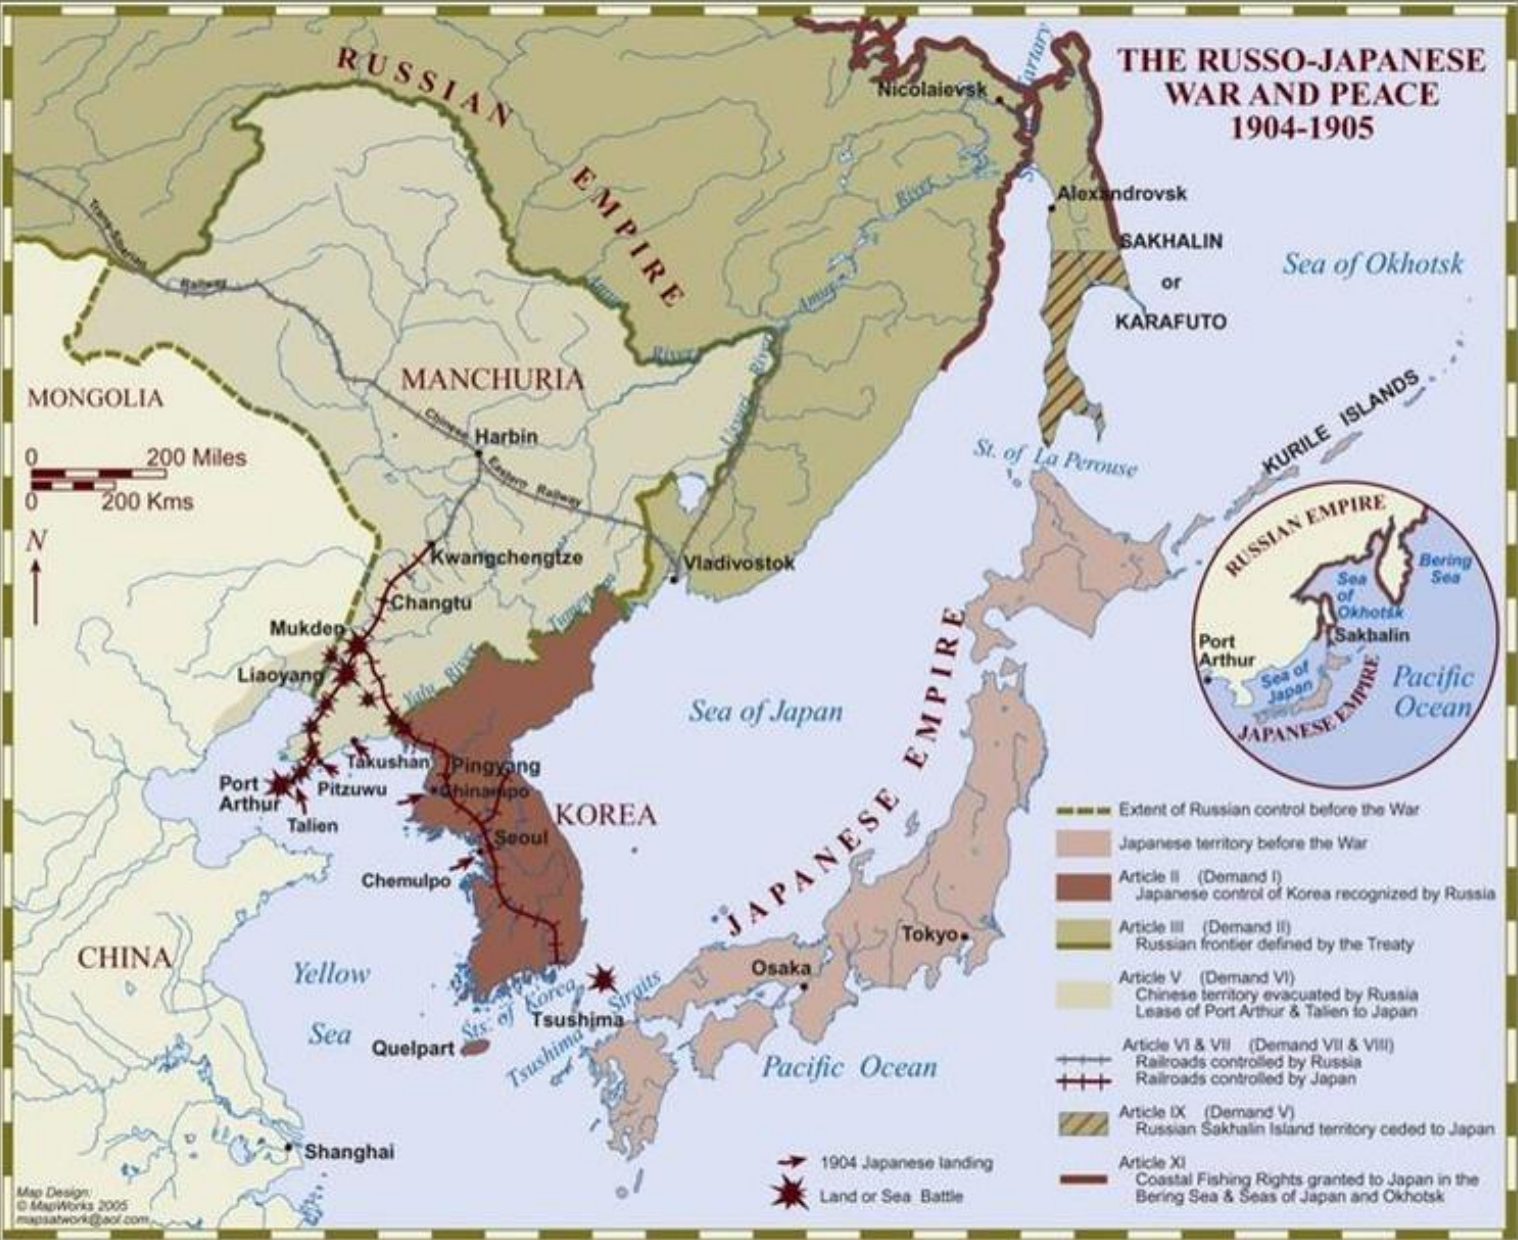 THE RUSSO-JAPANESE
WAR AND PEACE
1904-1905
RUSSIAN
EMPIRE
Nicolaievsk
Tartary
Alexandrovsk
SAKHALIN
or
KARAFUTO
Sea of Okhotsk
River
Amur
Amur
River
Ussuri
River
Trans-Siberian
Railway
MANCHURIA
MONGOLIA
0 200 Miles
0 200 Kms
N
Chinese
Harbin
Eastern Railway
St. of La Perouse
KURILE ISLANDS
Kwangchengtze
Vladivostok
Changtu
Tumen
Mukden
Liaoyang
Yalu River
Sea of Japan
JAPANESE EMPIRE
RUSSIAN EMPIRE
Bering
Sea
Sea
of
Okhotsk
Sakbalin
Port
Arthur
Sea of
Japan
Pacific
Ocean
JAPANESE EMPIRE
Takushan
Pingyang
Port
Arthur
Pitzuwu
Chinampo
Talien
KOREA
Seoul
Chemulpo
CHINA
Yellow
Sea
Tokyo
Osaka
Sts. of Korea
Straits
Tsushima
Tsushima
Quelpart
Pacific Ocean
Shanghai
Extent of Russian control before the War
Japanese territory before the War
Article II (Demand I)
Japanese control of Korea recognized by Russia
Article III (Demand II)
Russian frontier defined by the Treaty
Article V (Demand VI)
Chinese territory evacuated by Russia
Lease of Port Arthur & Talien to Japan
Article VI & VII (Demand VII & VIII)
Railroads controlled by Russia
Railroads controlled by Japan
Article IX (Demand V)
Russian Sakhalin Island territory ceded to Japan
Article XI
Coastal Fishing Rights granted to Japan in the
Bering Sea & Seas of Japan and Okhotsk
1904 Japanese landing
Land or Sea Battle
Map Design:
© MapWorks 2005
mapsatwork@aol.com